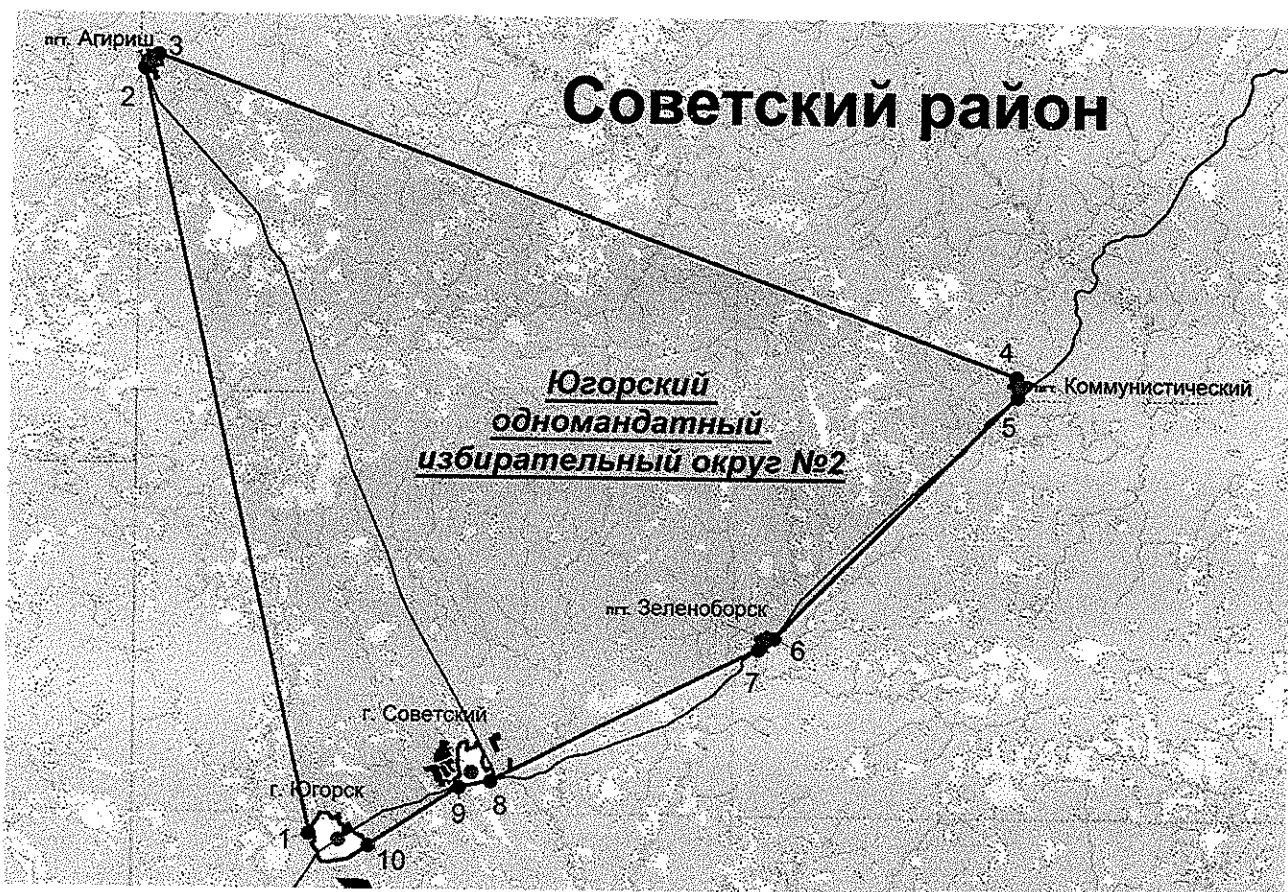 пгт. Агириш
3
2
Советский район
4
пгт. Коммунистический
5
Югорский
одномандатный
избирательный округ №2
пгт. Зеленоборск
6
7
г. Советский
8
9
г. Югорск
1
10